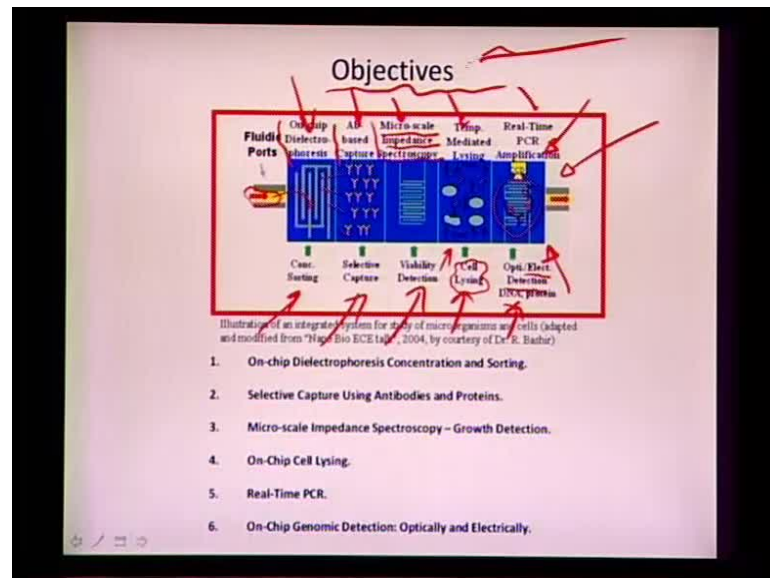 Objectives
Fluidic
Ports
On-chip
Dielectro-
phoresis
Ab-
based
Capture
Micro-scale
Impedance
Spectroscopy
Temp.
Mediated
Lysing
Real-Time
PCR
Amplification
Conc.
Sorting
Selective
Capture
Viability
Detection
Cell
Lysing
Opti./Elect.
Detection
DNA, protein
Illustration of an integrated system for study of microorganisms and cells (adapted
and modified from "Nano Bio ECE talk", 2004, by courtesy of Dr. R. Bashir)
1. On-chip Dielectrophoresis Concentration and Sorting.
2. Selective Capture Using Antibodies and Proteins.
3. Micro-scale Impedance Spectroscopy – Growth Detection.
4. On-Chip Cell Lysing.
5. Real-Time PCR.
6. On-Chip Genomic Detection: Optically and Electrically.